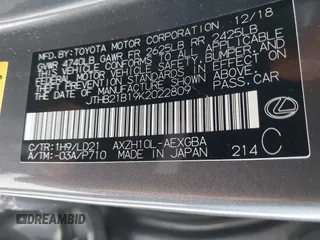 MFD. BY: TOYOTA MOTOR CORPORATION 12/18
GVWR 4740LB GAWR FR 2625LB RR 2425LB
THIS VEHICLE CONFORMS TO ALL APPLICABLE
FEDERAL MOTOR VEHICLE SAFETY,
BUMPER, AND THEFT PREVENTION
STANDARDS IN EFFECT ON
THE DATE OF MANUFACTURE
SHOWN ABOVE.
JTHB21B19K2052809 PASS. CAR
C/TR: 1H9/LD21 AXZH10L-AEXGBA
A/TR: -03A/P710 MADE IN JAPAN 214 C
DREAMBID